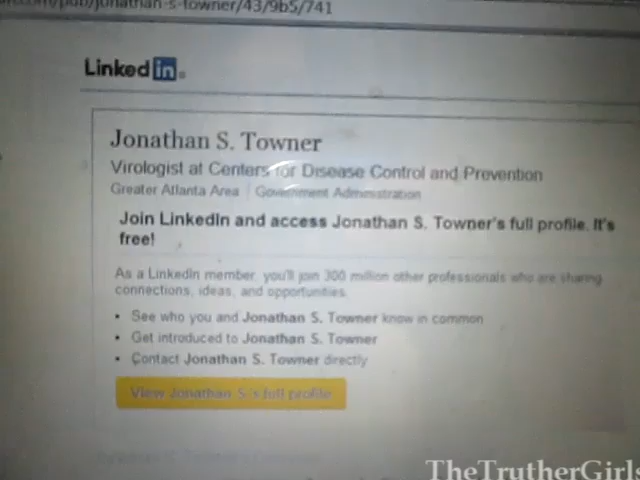 /pub/jonathan-s-towner/43/9b5/741
Linked in
Jonathan S. Towner
Virologist at Centers for Disease Control and Prevention
Greater Atlanta Area | Government Administration
Join LinkedIn and access Jonathan S. Towner's full profile. It's
free!
As a LinkedIn member, you'll join 300 million other professionals who are sharing
connections, ideas, and opportunities.
• See who you and Jonathan S. Towner know in common
• Get introduced to Jonathan S. Towner
• Contact Jonathan S. Towner directly
View Jonathan S.'s full profile
TheTrutherGirls